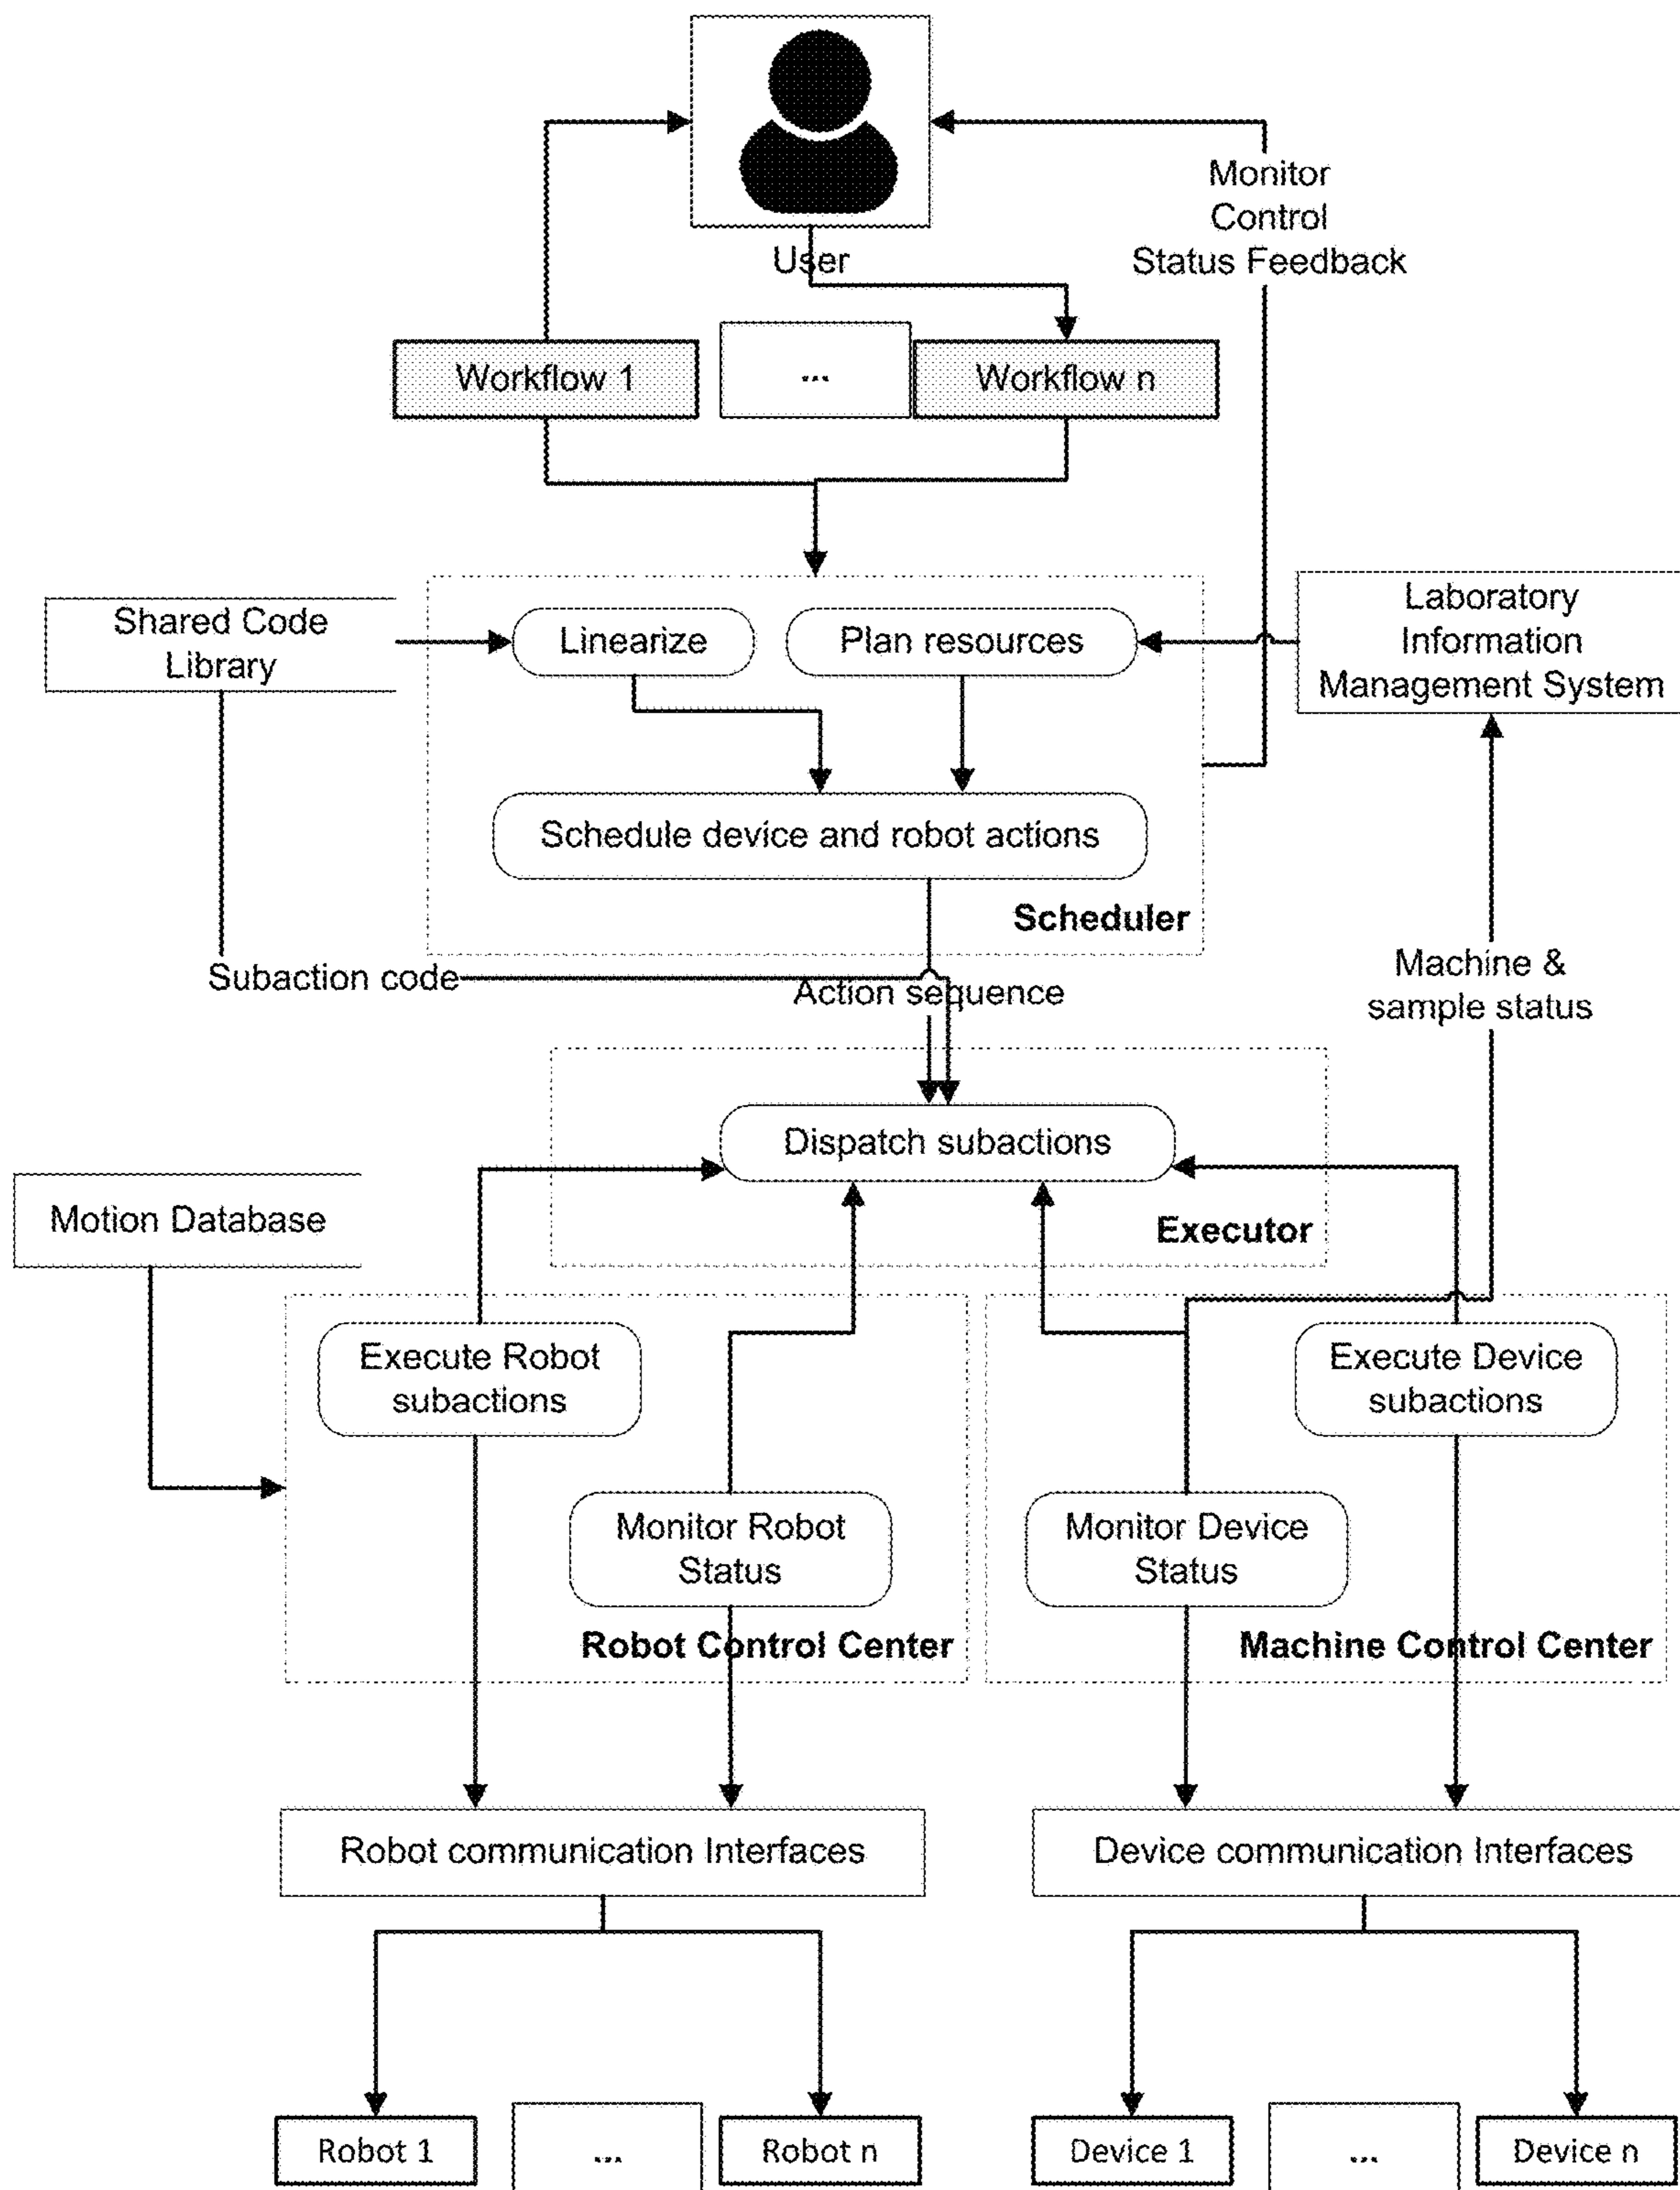 User
Monitor
Control
Status Feedback
Workflow 1
...
Workflow n
Shared Code
Library
Linearize
Plan resources
Laboratory
Information
Management System
Schedule device and robot actions
Scheduler
Subaction code
Action sequence
Machine &
sample status
Dispatch subactions
Executor
Motion Database
Execute Robot
subactions
Monitor Robot
Status
Robot Control Center
Monitor Device
Status
Execute Device
subactions
Machine Control Center
Robot communication Interfaces
Device communication Interfaces
Robot 1
...
Robot n
Device 1
...
Device n